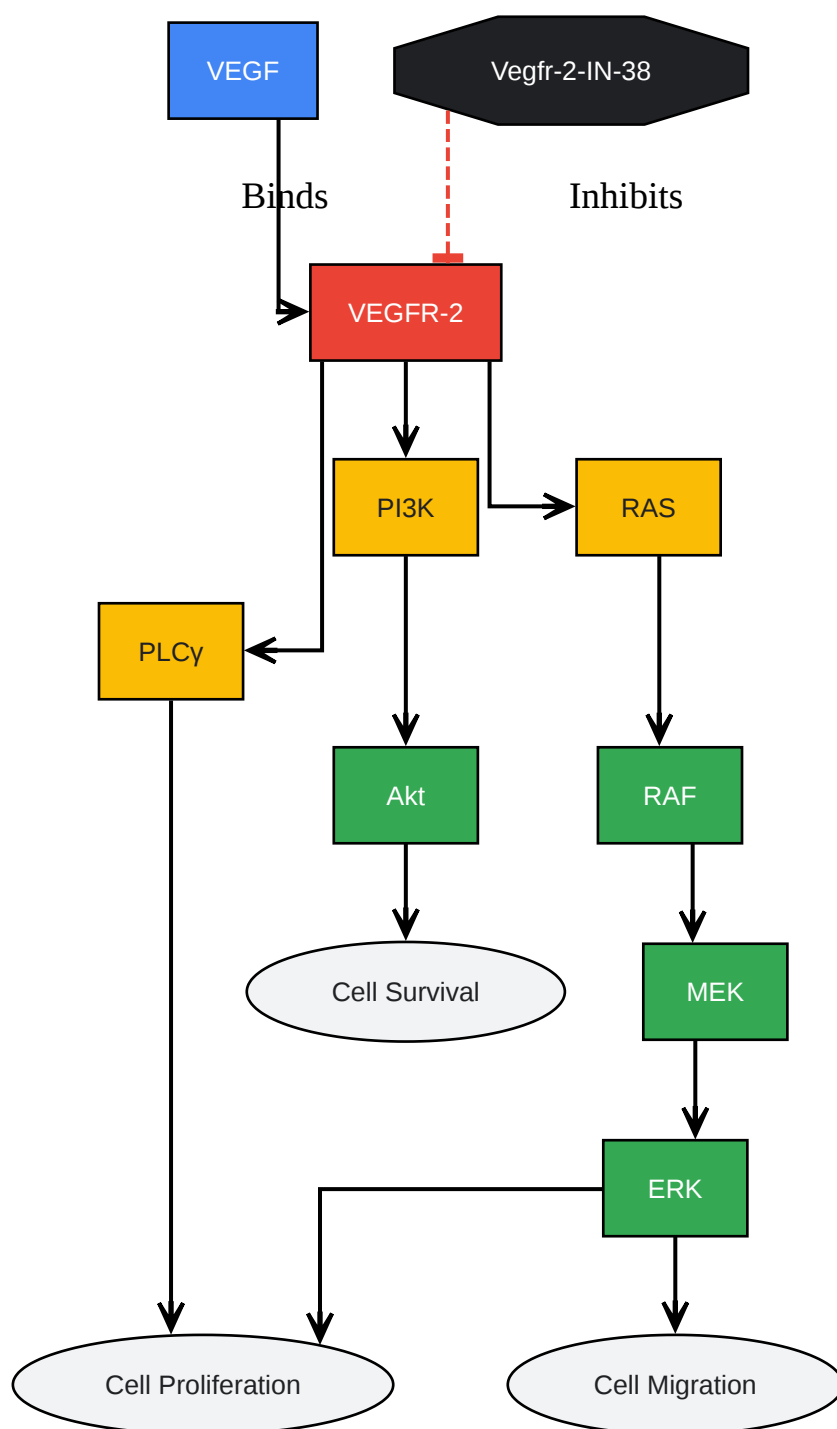 VEGF
Vegfr-2-IN-38
Binds
Inhibits
VEGFR-2
PI3K
RAS
PLCγ
Akt
RAF
Cell Survival
MEK
ERK
Cell Proliferation
Cell Migration